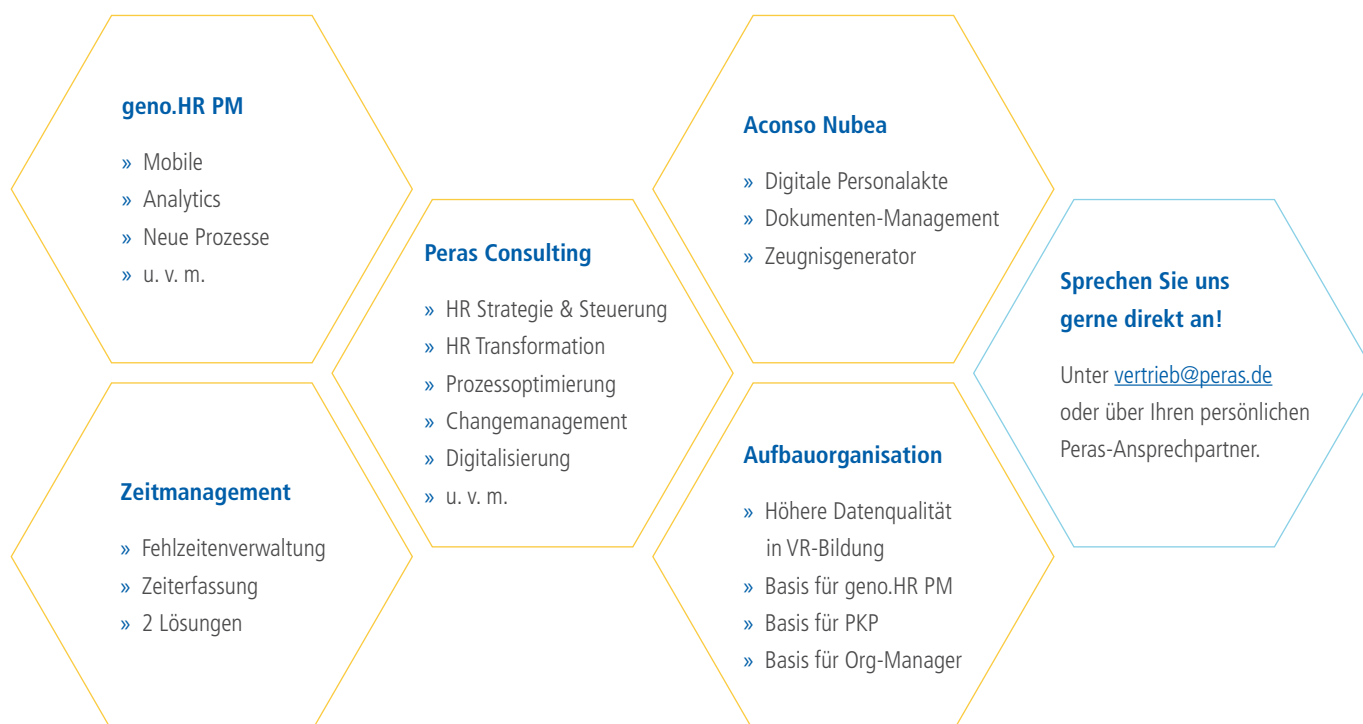 geno.HR PM
» Mobile
» Analytics
» Neue Prozesse
» u. v. m.
Zeitmanagement
» Fehlzeitenverwaltung
» Zeiterfassung
» 2 Lösungen
Peras Consulting
» HR Strategie & Steuerung
» HR Transformation
» Prozessoptimierung
» Changemanagement
» Digitalisierung
» u. v. m.
Aconso Nubea
» Digitale Personalakte
» Dokumenten-Management
» Zeugnisgenerator
Aufbauorganisation
» Höhere Datenqualität
in VR-Bildung
» Basis für geno.HR PM
» Basis für PKP
» Basis für Org-Manager
Sprechen Sie uns
gerne direkt an!
Unter vertrieb@peras.de
oder über Ihren persönlichen
Peras-Ansprechpartner.